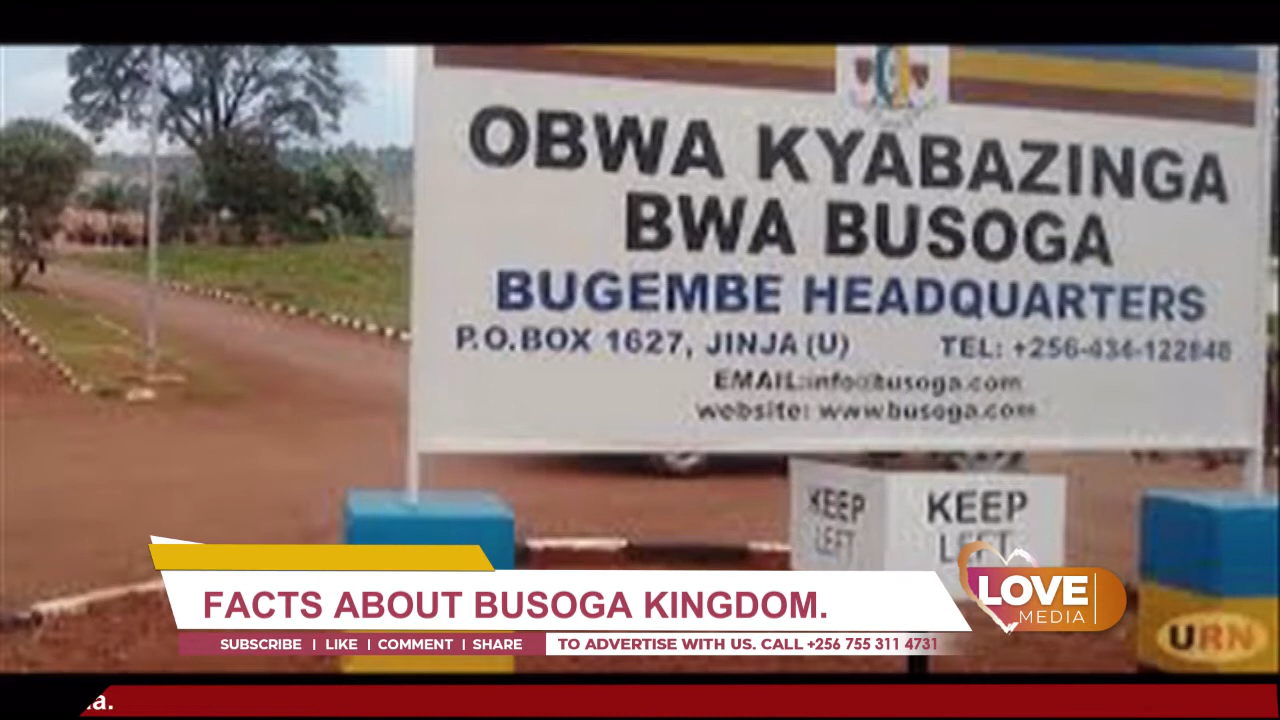 OBWA KYABAZINGA
BWA BUSOGA
BUGEMBE HEADQUARTERS
P.O.BOX 1627, JINJA (U) TEL: +256-434-122848
EMAIL:info@busoga.com
website: www.busoga.com
KEEP
LEFT
KEEP
LEFT
FACTS ABOUT BUSOGA KINGDOM.
LOVE
MEDIA
SUBSCRIBE | LIKE | COMMENT | SHARE
TO ADVERTISE WITH US. CALL +256 755 311 4731
URN
a.